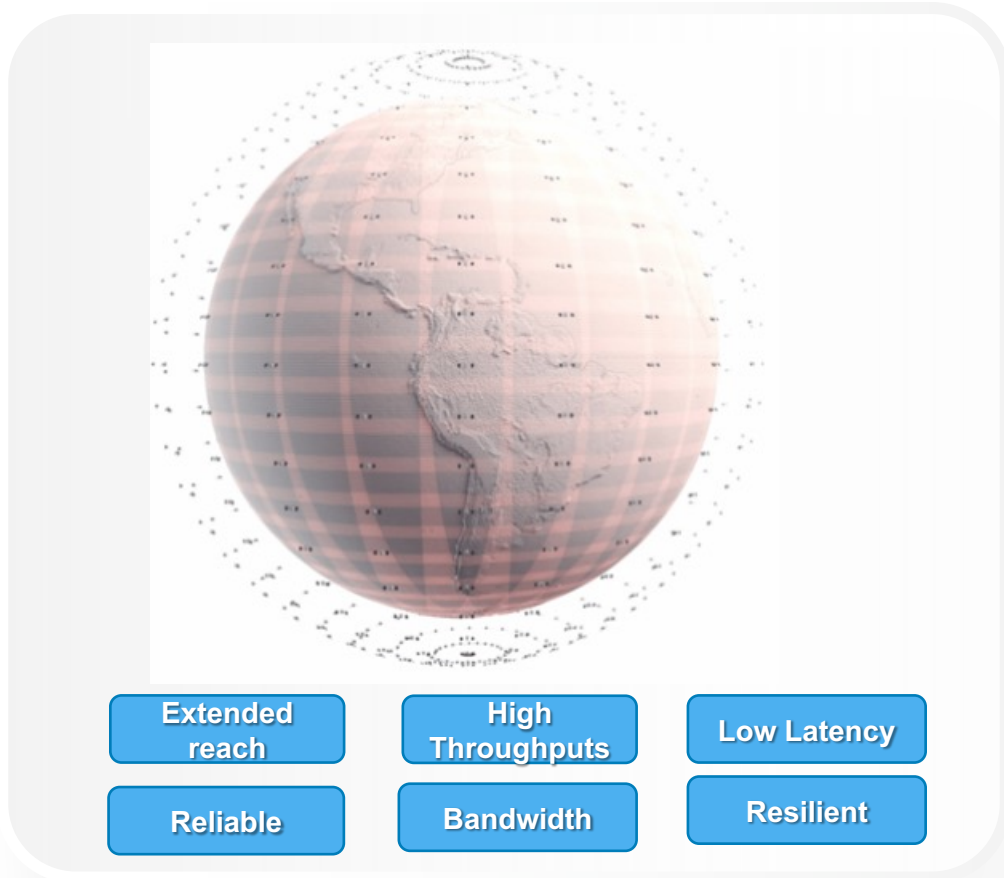 Extended
reach
High
Throughputs
Low Latency
Reliable
Bandwidth
Resilient